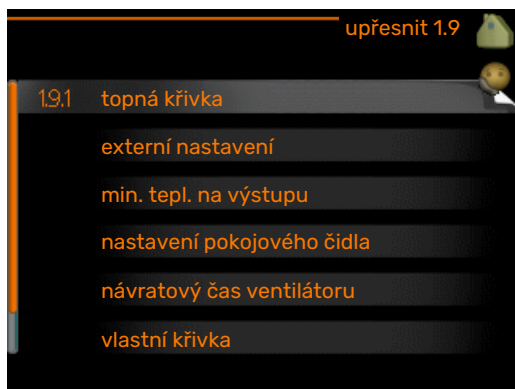 upřesnit 1.9
1.9.1 topná křivka
externí nastavení
min. tepl. na výstupu
nastavení pokojového čidla
návratový čas ventilátoru
vlastní křivka